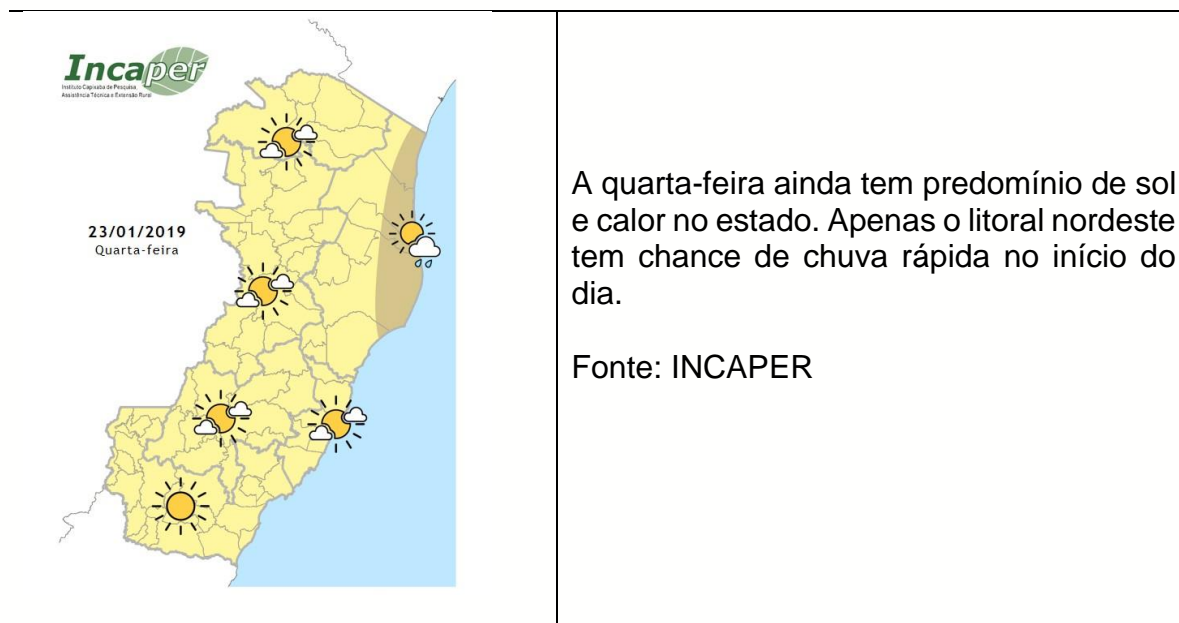 Incaper
Instituto Capixaba de Pesquisa,
Assistência Técnica e Extensão Rural
23/01/2019
Quarta-feira
A quarta-feira ainda tem predomínio de sol
e calor no estado. Apenas o litoral nordeste
tem chance de chuva rápida no início do
dia.
Fonte: INCAPER